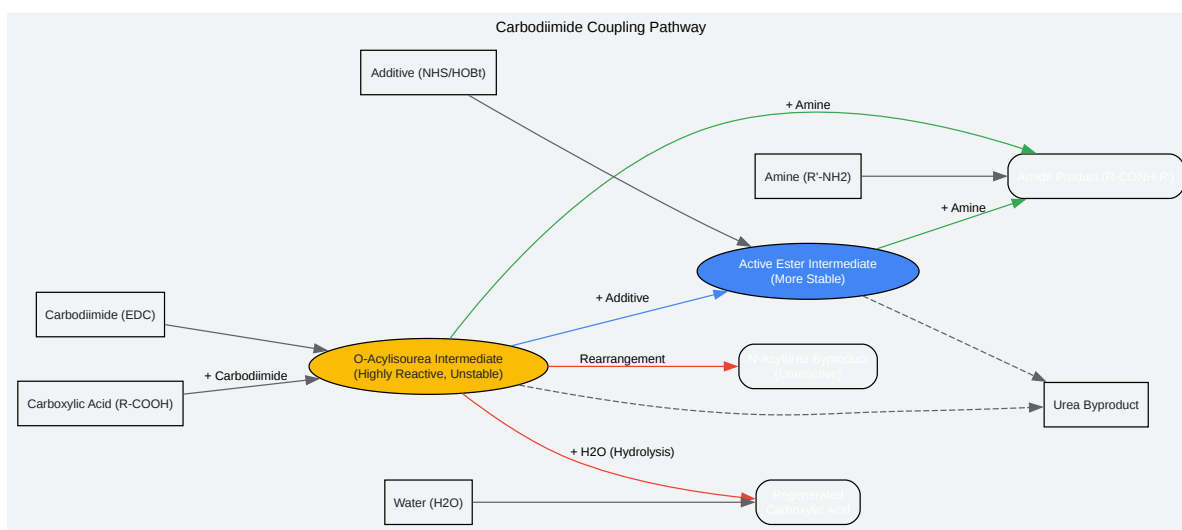 Carbodiimide Coupling Pathway
Additive (NHS/HOBt)
+ Amine
Amine (R'-NH2)
Amide Product (R-CONH-R')
+ Amine
Active Ester Intermediate
(More Stable)
+ Additive
Carbodiimide (EDC)
O-Acylisourea Intermediate
(Highly Reactive, Unstable)
Rearrangement
N-Acylurea Byproduct
(Unreactive)
+ Carbodiimide
Carboxylic Acid (R-COOH)
Urea Byproduct
+ H2O (Hydrolysis)
Water (H2O)
Regenerated
Carboxylic Acid